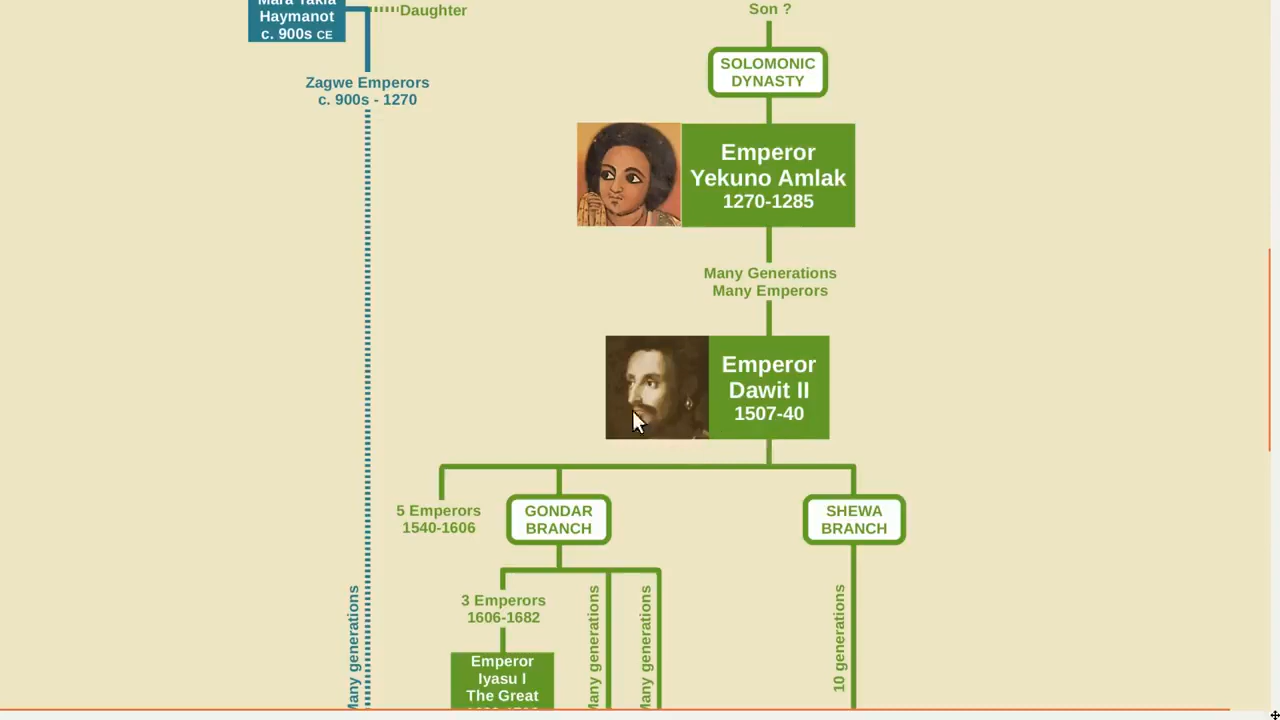 Mara Takla
Haymanot
c. 900s CE
Daughter
Son ?
Zagwe Emperors
c. 900s - 1270
SOLOMONIC
DYNASTY
Emperor
Yekuno Amlak
1270-1285
Many Generations
Many Emperors
Emperor
Dawit II
1507-40
5 Emperors
1540-1606
GONDAR
BRANCH
SHEWA
BRANCH
3 Emperors
1606-1682
Many generations
Many generations
Many generations
10 generations
Emperor
Iyasu I
The Great